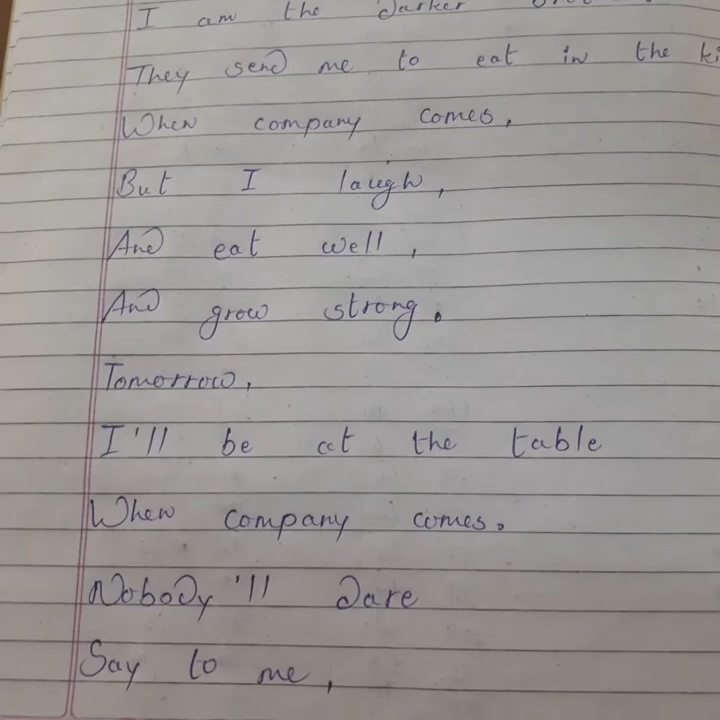 I am the darker
They send me to eat in the
When company comes,
But I laugh,
And eat well,
And grow strong.
Tomorrow,
I'll be at the table
When company comes.
Nobody'll dare
Say to me,